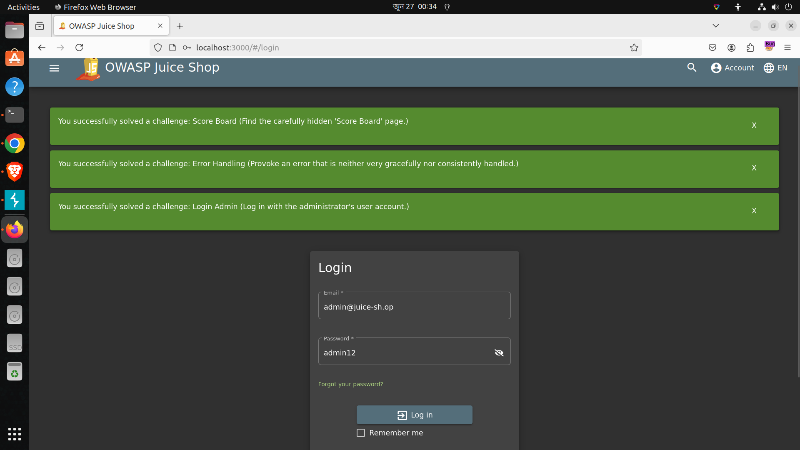 Activities
Firefox Web Browser
जून 27 00:34
OWASP Juice Shop
localhost:3000/#/login
OWASP Juice Shop
Account
EN
You successfully solved a challenge: Score Board (Find the carefully hidden 'Score Board' page.)
X
You successfully solved a challenge: Error Handling (Provoke an error that is neither very gracefully nor consistently handled.)
X
You successfully solved a challenge: Login Admin (Log in with the administrator's user account.)
X
Login
Email *
admin@juice-sh.op
Password *
admin12
Forgot your password?
Log in
Remember me